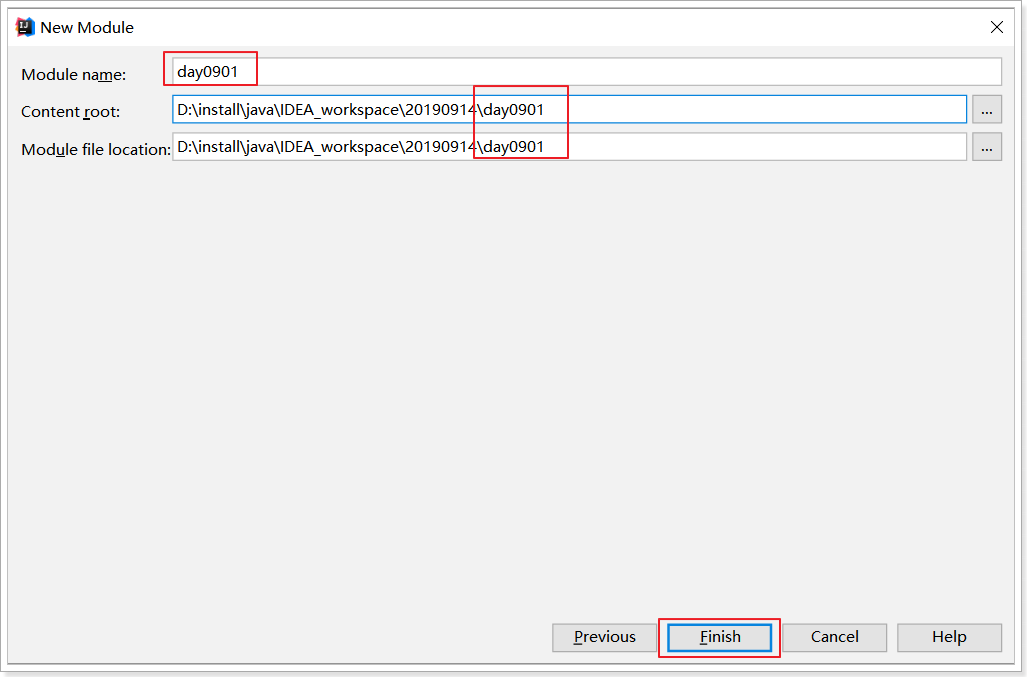 New Module
Module name: day0901
Content root: D:\install\java\IDEA_workspace\20190914\day0901 ...
Module file location: D:\install\java\IDEA_workspace\20190914\day0901 ...
Previous Finish Cancel Help